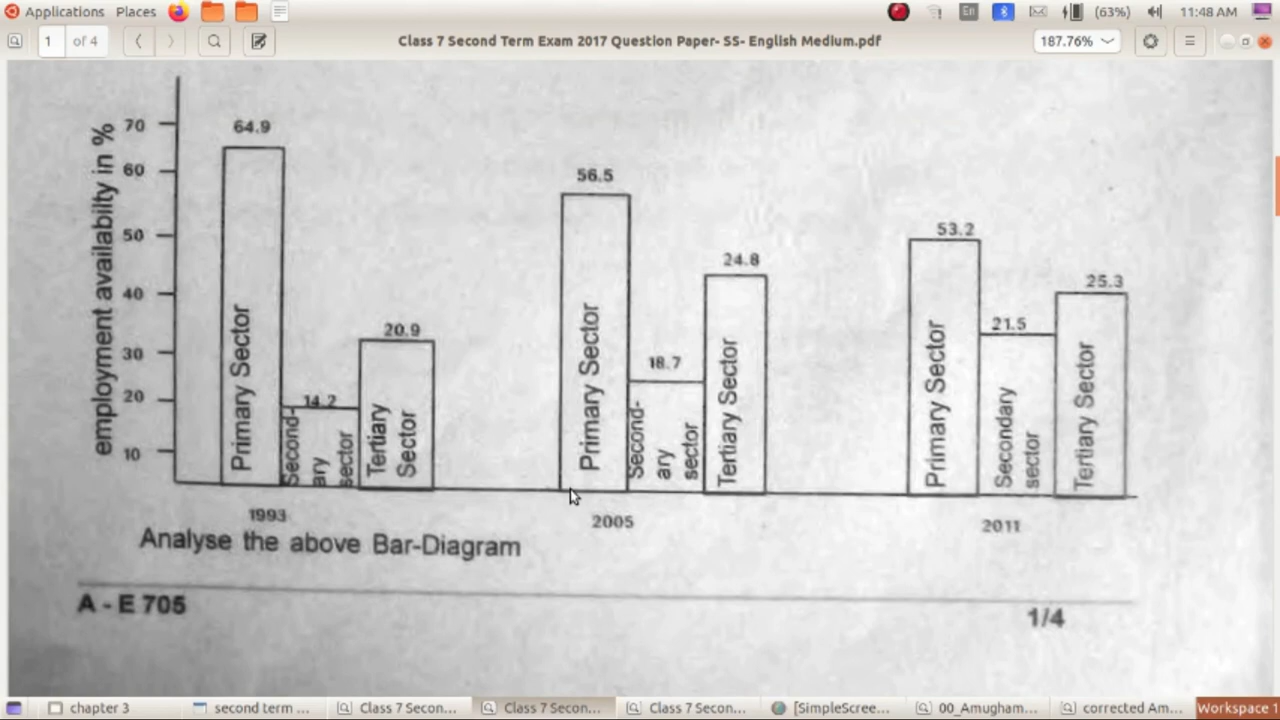 Applications Places En (63%) 11:48 AM
1 of 4 Class 7 Second Term Exam 2017 Question Paper- SS- English Medium.pdf 187.76%
employment availabilty in %
70
60
50
40
30
20
10
64.9
Primary Sector
14.2
Second-
ary
sector
20.9
Tertiary
Sector
1993
56.5
Primary Sector
18.7
Second-
ary
sector
24.8
Tertiary Sector
2005
53.2
Primary Sector
21.5
Secondary
sector
25.3
Tertiary Sector
2011
Analyse the above Bar-Diagram
A - E 705 1/4
chapter 3 second term ... Class 7 Secon... Class 7 Secon... Class 7 Secon... [SimpleScree... 00_Amugham... corrected Am... Workspace 1